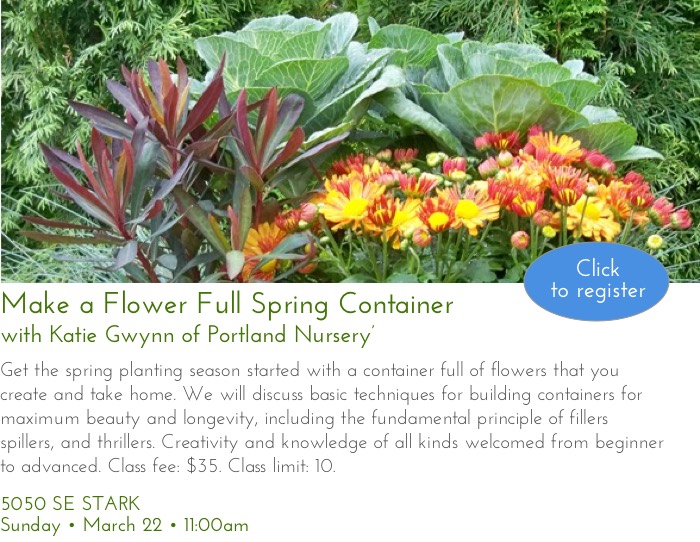 Click
to register
Make a Flower Full Spring Container
with Katie Gwynn of Portland Nursery'
Get the spring planting season started with a container full of flowers that you
create and take home. We will discuss basic techniques for building containers for
maximum beauty and longevity, including the fundamental principle of fillers
spillers, and thrillers. Creativity and knowledge of all kinds welcomed from beginner
to advanced. Class fee: $35. Class limit: 10.
5050 SE STARK
Sunday • March 22 • 11:00am